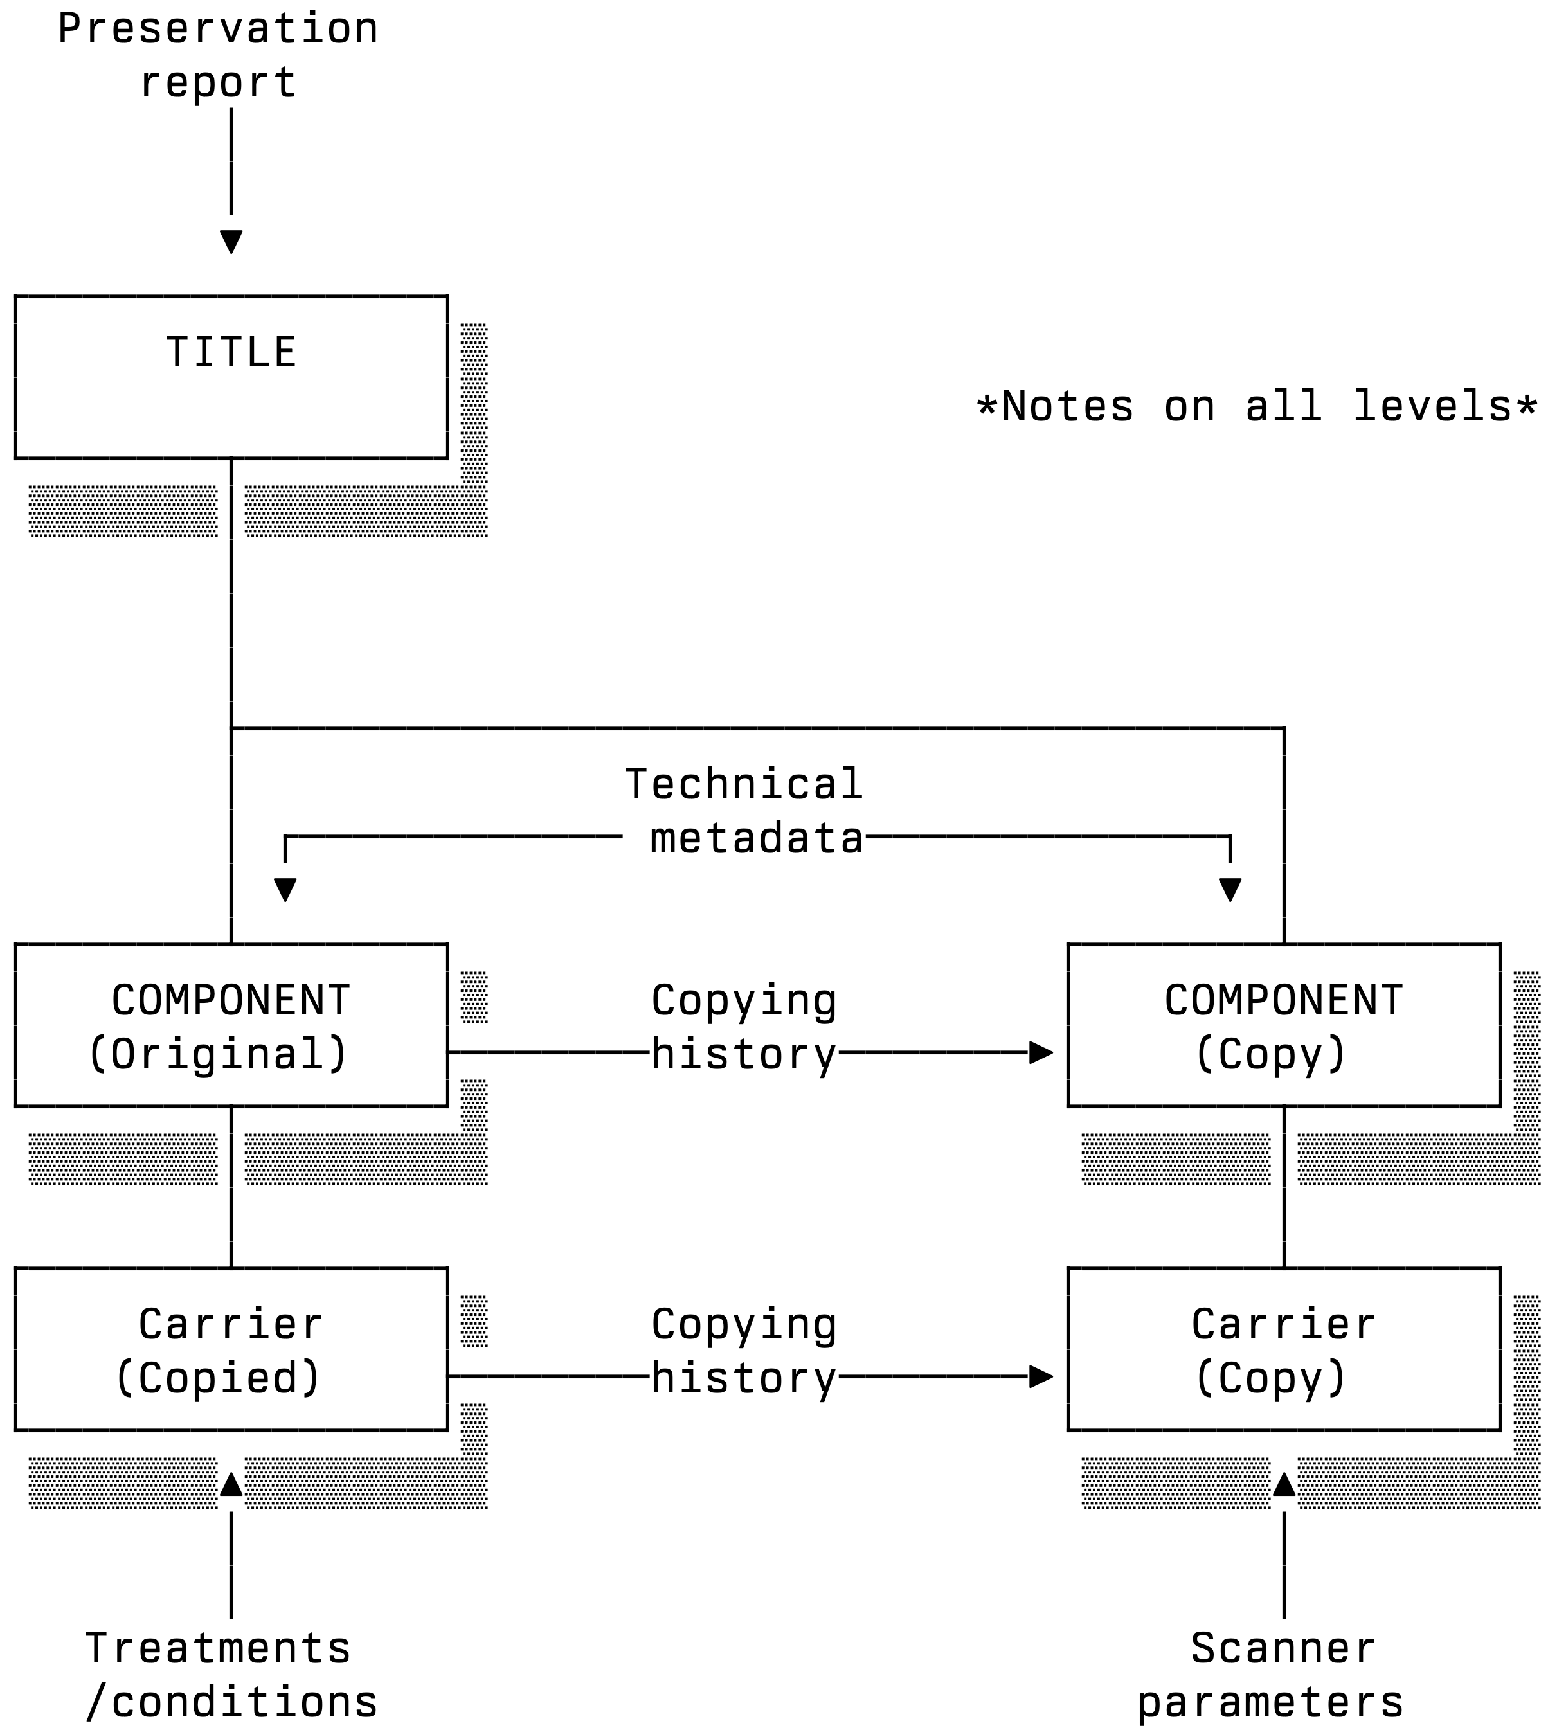 Preservation
report
TITLE
*Notes on all levels*
Technical
metadata
COMPONENT
(Original)
Copying
history
COMPONENT
(Copy)
Carrier
(Copied)
Copying
history
Carrier
(Copy)
Treatments
/conditions
Scanner
parameters